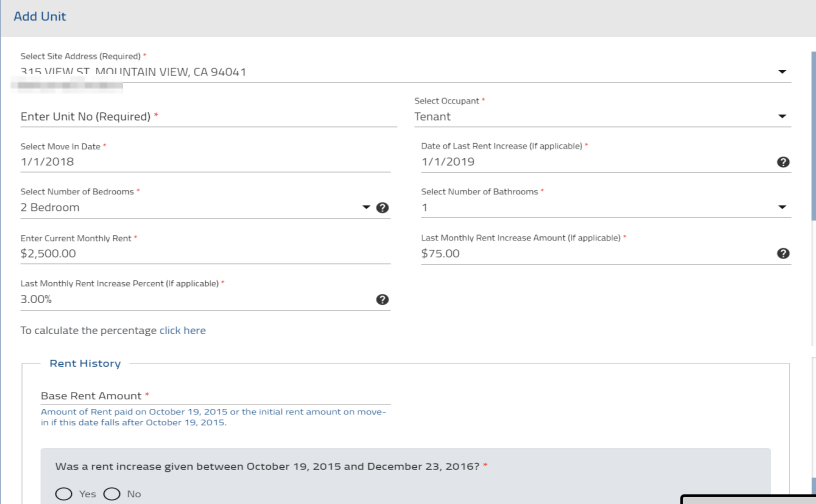 Add Unit
Select Site Address (Required) *
315 VIEW ST, MOUNTAIN VIEW, CA 94041
Select Occupant *
Enter Unit No (Required) *
Tenant
Select Move In Date *
Date of Last Rent Increase (If applicable) *
1/1/2018
1/1/2019
Select Number of Bedrooms *
Select Number of Bathrooms *
2 Bedroom
1
Enter Current Monthly Rent *
Last Monthly Rent Increase Amount (If applicable) *
$2,500.00
$75.00
Last Monthly Rent Increase Percent (If applicable) *
3.00%
To calculate the percentage click here
Rent History
Base Rent Amount *
Amount of Rent paid on October 19, 2015 or the initial rent amount on move-
in if this date falls after October 19, 2015.
Was a rent increase given between October 19, 2015 and December 23, 2016? *
Yes No